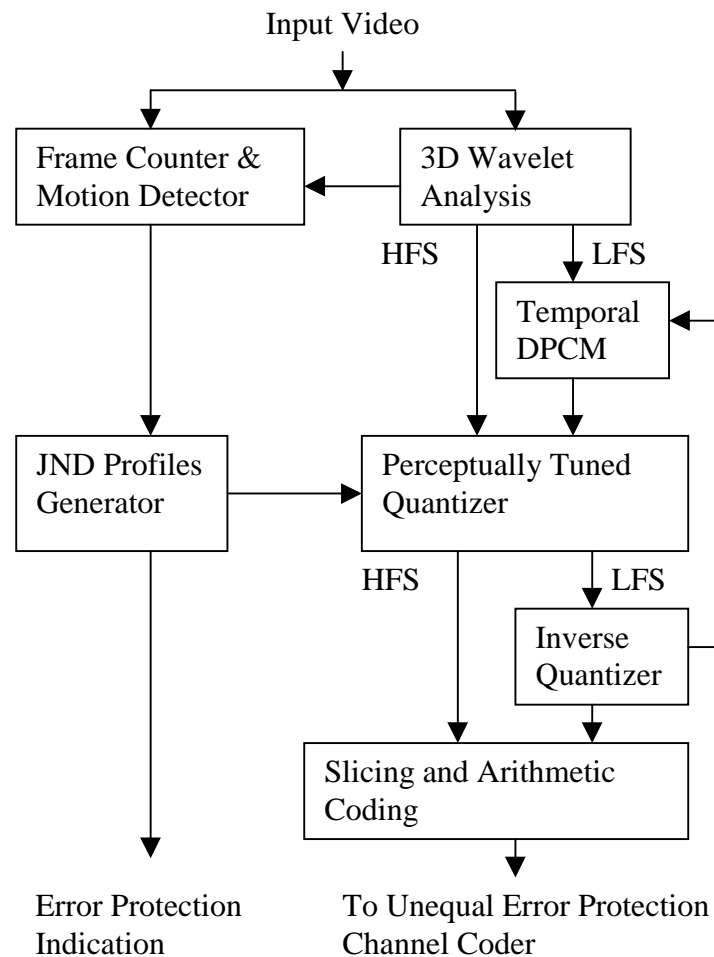 Input Video
Frame Counter &
Motion Detector
3D Wavelet
Analysis
HFS
LFS
Temporal
DPCM
JND Profiles
Generator
Perceptually Tuned
Quantizer
HFS
LFS
Inverse
Quantizer
Slicing and Arithmetic
Coding
Error Protection
Indication
To Unequal Error Protection
Channel Coder